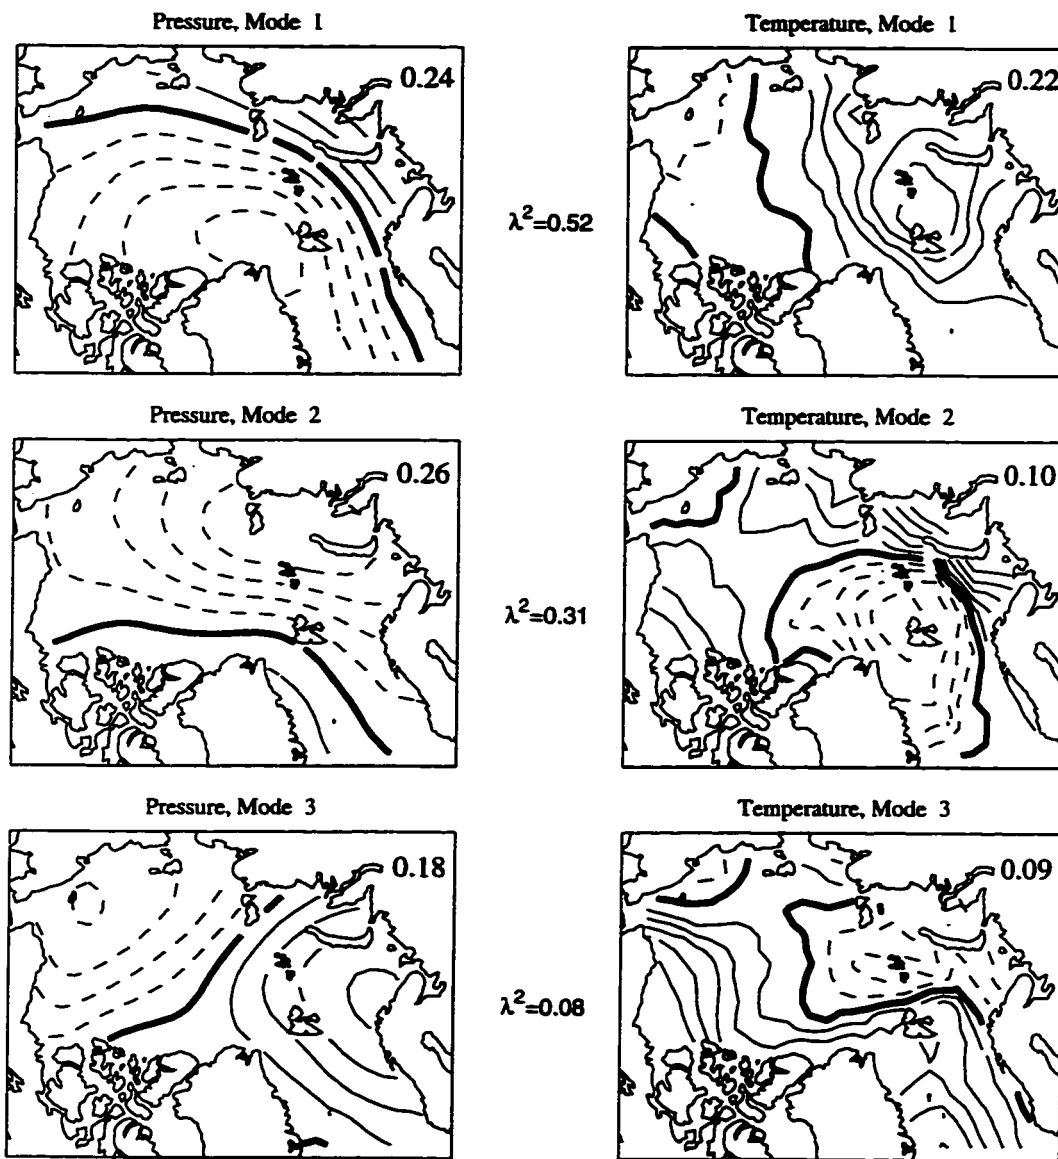 Pressure, Mode 1
Temperature, Mode 1
0.24
0.22
λ²=0.52
Pressure, Mode 2
Temperature, Mode 2
0.26
0.10
λ²=0.31
Pressure, Mode 3
Temperature, Mode 3
0.18
0.09
λ²=0.08